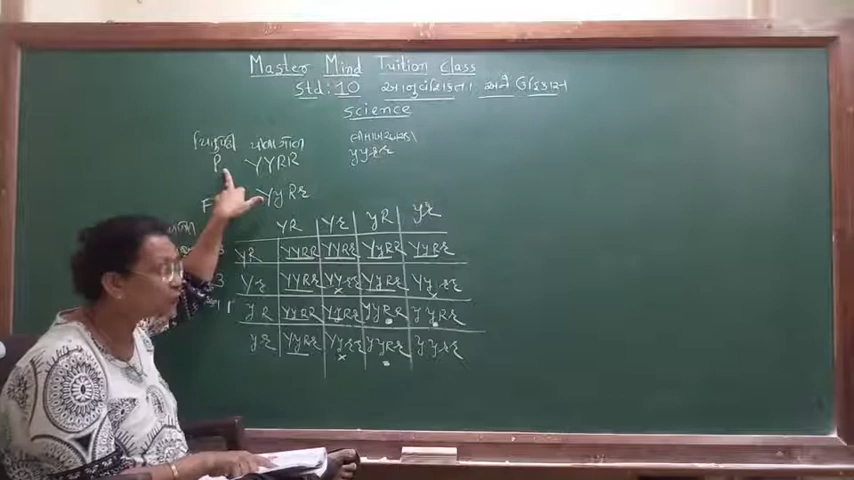 Master Mind Tuition Class
Std: 10 આનુવંશિકતા અને ઉદ્વિકાસ
Science
પિતૃપેઢી પીળા ગોળ
P YYRR yyrr
F YyRr
YR Yr yR yr
YR YYRR YYRr YyRR YyRr
Yr YYRr YYrr YyRr Yyrr
yR YyRR YyRr yyRR yyRr
yr YyRr Yyrr yyRr yyrr